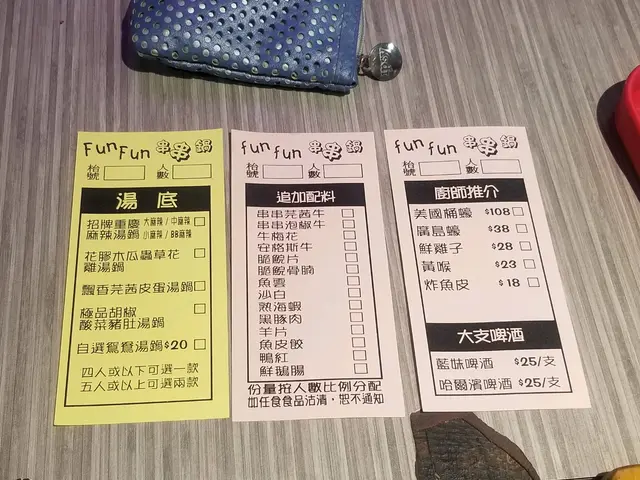 Fun Fun 串串鍋
枱號 人數
湯底
招牌重慶 大麻辣 / 中麻辣
麻辣湯鍋 小麻辣 / BB麻辣
花膠木瓜蟲草花
雞湯鍋
飄香芫茜皮蛋湯鍋
極品胡椒
酸菜豬肚湯鍋
自選鴛鴦湯鍋$20
四人或以下可選一款
五人或以上可選兩款
fun fun 串串鍋
枱號 人數
追加配料
串串芫茜牛
串串泡椒牛
牛梅花
安格斯牛
脆鯇片
脆鯇骨腩
魚雲
沙白
熟海蝦
黑豚肉
羊片
魚皮餃
鴨紅
鮮鵝腸
份量按人數比例分配
如任食食品沽清，恕不通知
fun fun 串串鍋
枱號 人數
廚師推介
美國桶蠔 $108
廣島蠔 $38
鮮雞子 $28
黃喉 $23
炸魚皮 $18
大支啤酒
藍妹啤酒 $25/支
哈爾濱啤酒 $25/支